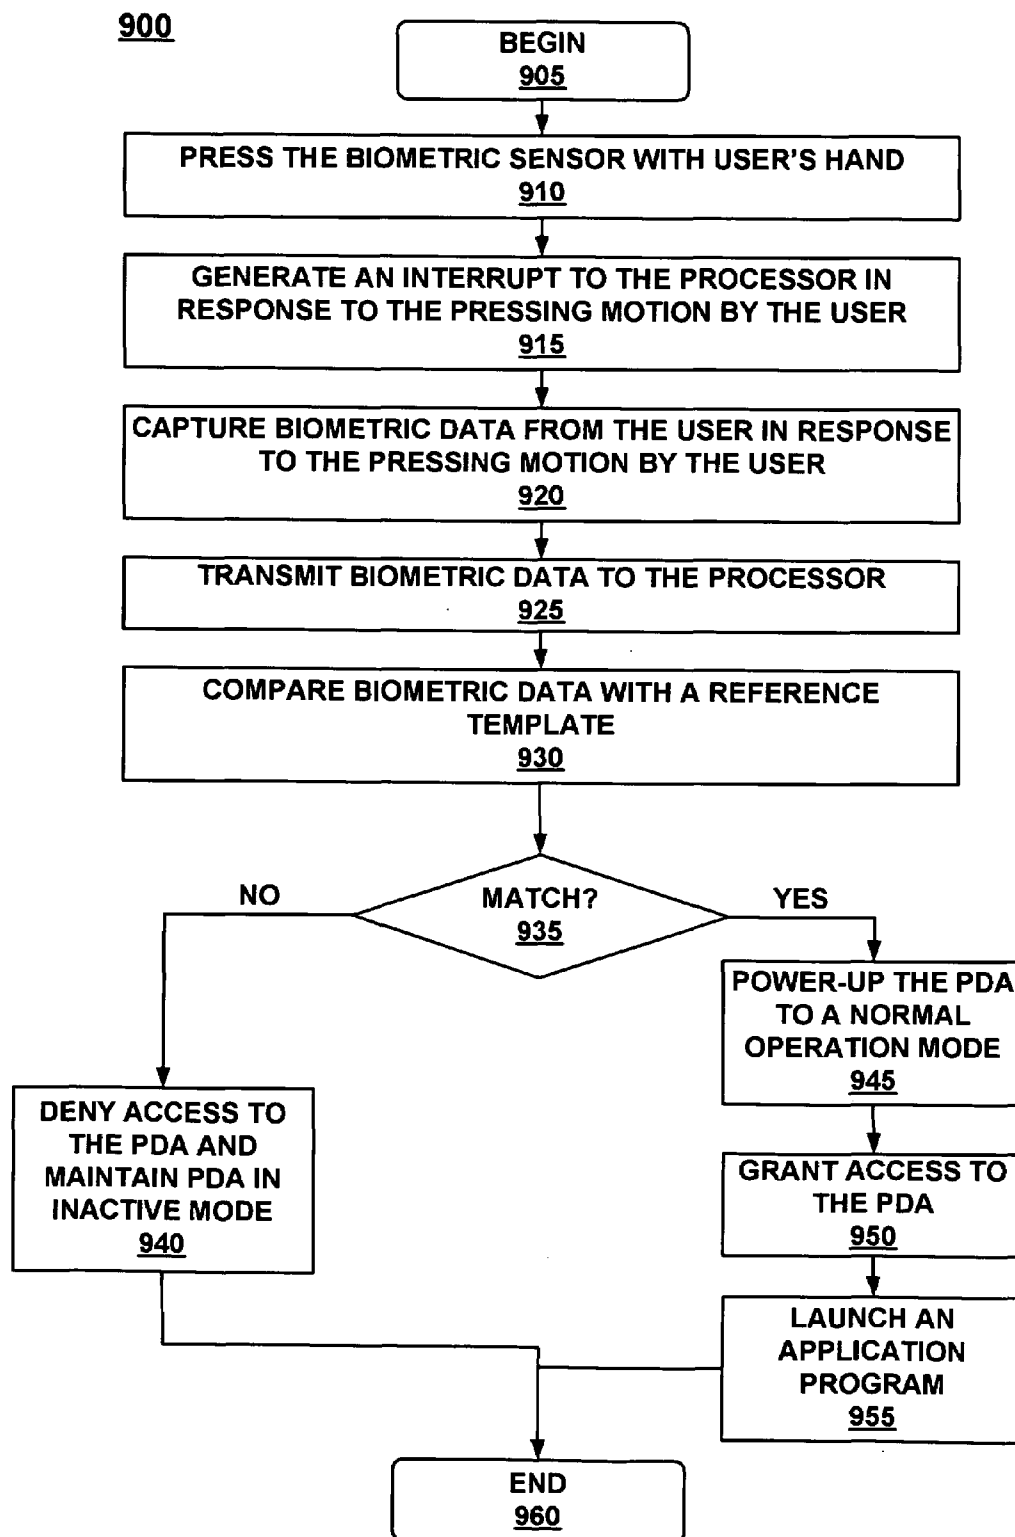 900
BEGIN
905
PRESS THE BIOMETRIC SENSOR WITH USER'S HAND
910
GENERATE AN INTERRUPT TO THE PROCESSOR IN
RESPONSE TO THE PRESSING MOTION BY THE USER
915
CAPTURE BIOMETRIC DATA FROM THE USER IN RESPONSE
TO THE PRESSING MOTION BY THE USER
920
TRANSMIT BIOMETRIC DATA TO THE PROCESSOR
925
COMPARE BIOMETRIC DATA WITH A REFERENCE
TEMPLATE
930
MATCH?
935
NO
YES
DENY ACCESS TO
THE PDA AND
MAINTAIN PDA IN
INACTIVE MODE
940
POWER-UP THE PDA
TO A NORMAL
OPERATION MODE
945
GRANT ACCESS TO
THE PDA
950
LAUNCH AN
APPLICATION
PROGRAM
955
END
960